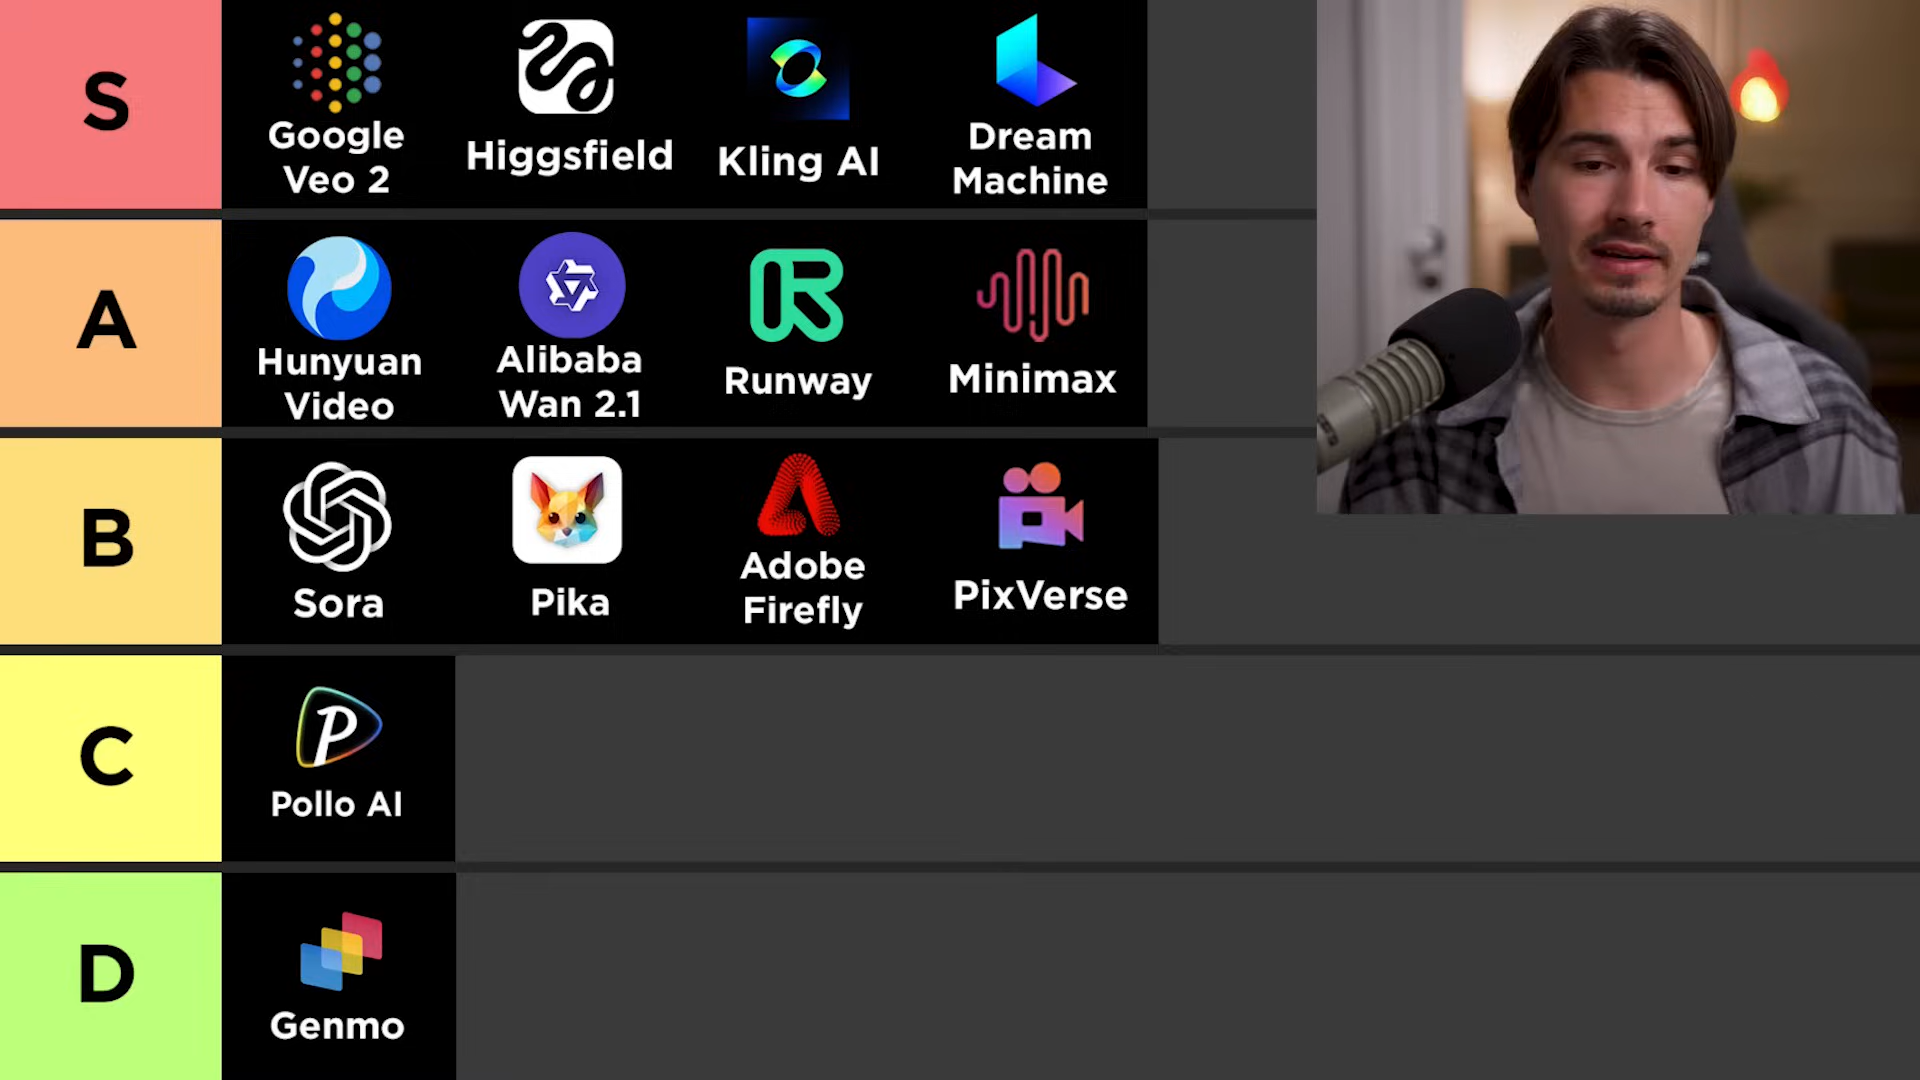 S
Google
Veo 2
Higgsfield
Kling AI
Dream
Machine
A
Hunyuan
Video
Alibaba
Wan 2.1
Runway
Minimax
B
Sora
Pika
Adobe
Firefly
PixVerse
C
P
Pollo AI
D
Genmo